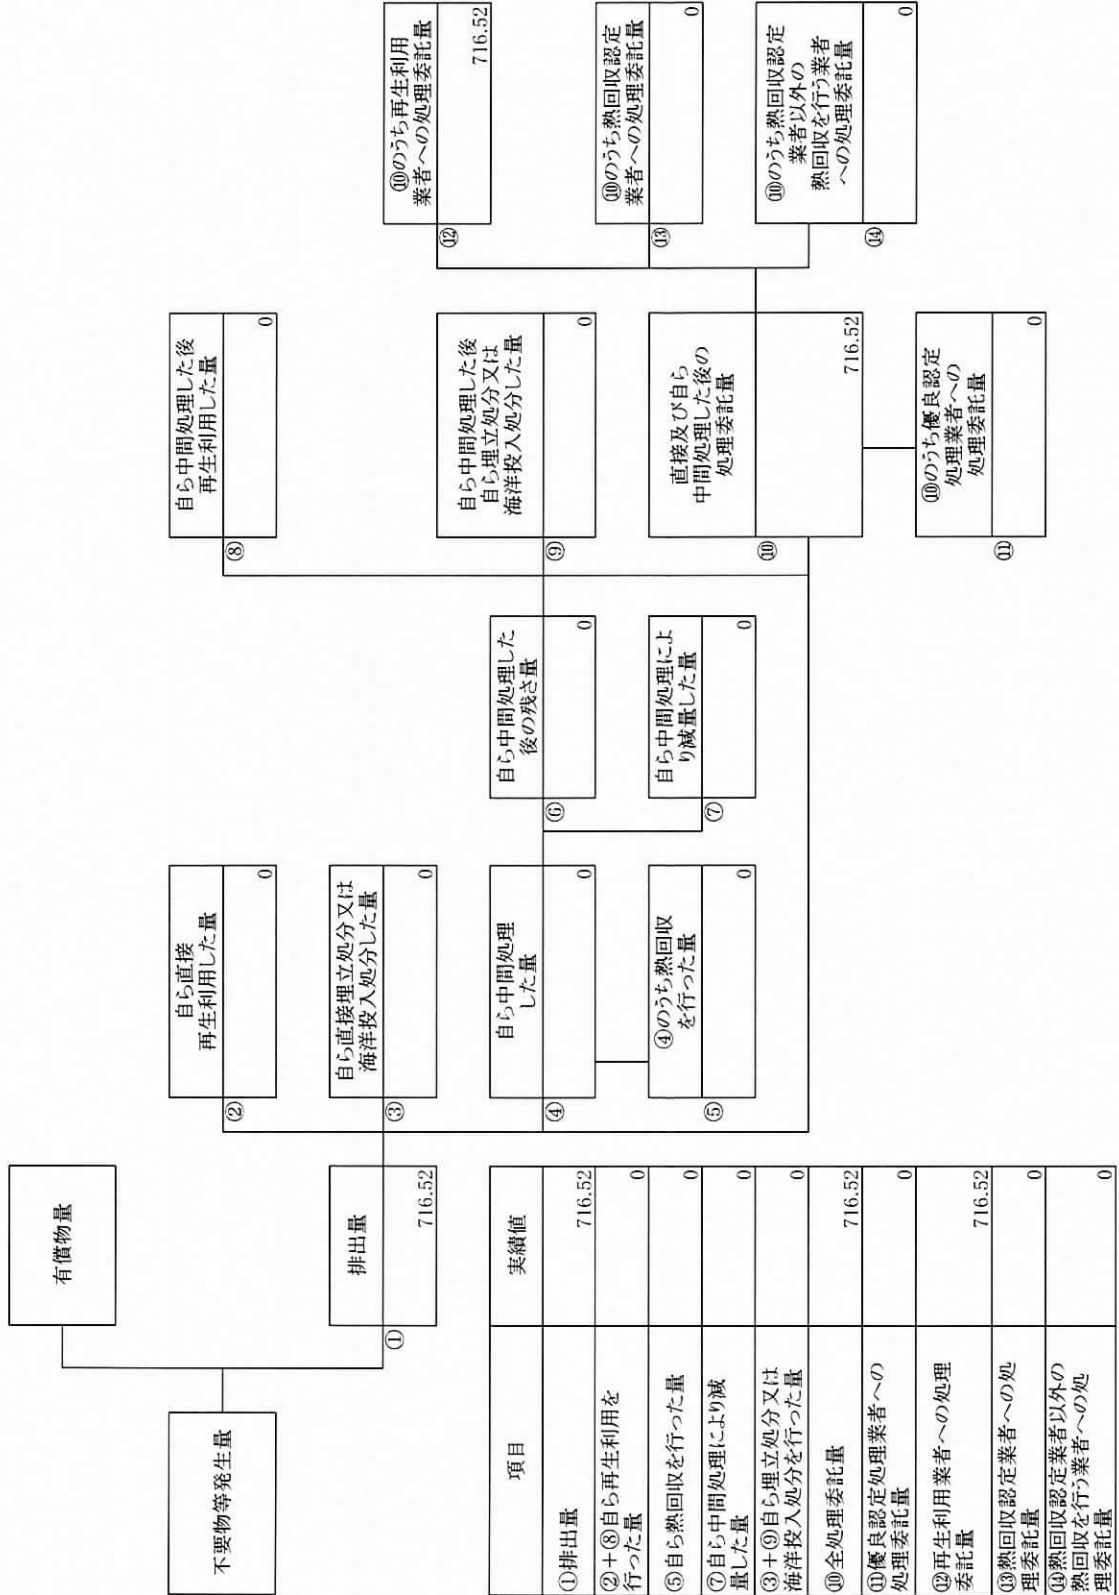 不要物等発生量
有償物量
排出量
①
716.52
自ら直接
再生利用した量
②
0
自ら直接埋立処分又は
海洋投入処分した量
③
0
自ら中間処理
した量
④
0
④のうち熱回収
を行った量
⑤
0
自ら中間処理した
後の残さ量
⑥
0
自ら中間処理によ
り減量した量
⑦
0
自ら中間処理した後
再生利用した量
⑧
0
自ら中間処理した後
自ら埋立処分又は
海洋投入処分した量
⑨
0
直接及び自ら
中間処理した後の
処理委託量
⑩
716.52
⑩のうち優良認定
処理業者への
処理委託量
⑪
0
⑩のうち再生利用
業者への処理委託量
⑫
716.52
⑩のうち熱回収認定
業者への処理委託量
⑬
0
⑩のうち熱回収認定
業者以外の
熱回収を行う業者
への処理委託量
⑭
0
項目 実績値
①排出量 716.52
②+⑧自ら再生利用を
行った量 0
⑤自ら熱回収を行った量 0
⑦自ら中間処理により減
量した量 0
③+⑨自ら埋立処分又は
海洋投入処分を行った量 0
⑩全処理委託量 716.52
⑪優良認定処理業者への
処理委託量 0
⑫再生利用業者への処理
委託量 716.52
⑬熱回収認定業者への処
理委託量 0
⑭熱回収認定業者以外の
熱回収を行う業者への処
理委託量 0